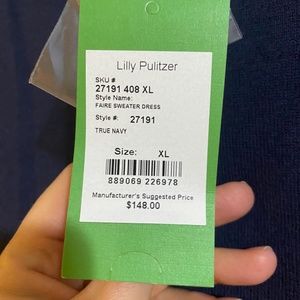 Lilly Pulitzer
SKU #
27191 408 XL
Style Name:
FAIRE SWEATER DRESS
Style #: 27191
TRUE NAVY
Size: XL
889069 226978
Manufacturer's Suggested Price
$148.00